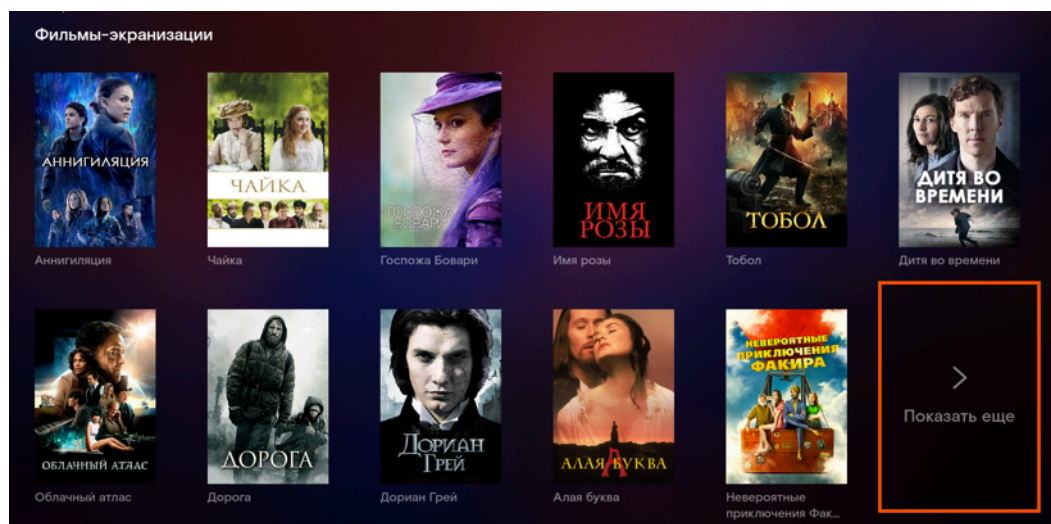 Фильмы-экранизации
АННИГИЛЯЦИЯ
ЧАЙКА
ГОСПОЖА
БОВАРИ
ИМЯ
РОЗЫ
ТОБОЛ
ДИТЯ ВО
ВРЕМЕНИ
Аннигиляция
Чайка
Госпожа Бовари
Имя розы
Тобол
Дитя во времени
ОБЛАЧНЫЙ АТЛАС
ДОРОГА
ДОРИАН
ГРЕЙ
АЛАЯ БУКВА
А
НЕВЕРОЯТНЫЕ
ПРИКЛЮЧЕНИЯ
ФАКИРА
Показать еще
Облачный атлас
Дорога
Дориан Грей
Алая буква
Невероятные
приключения Фак...